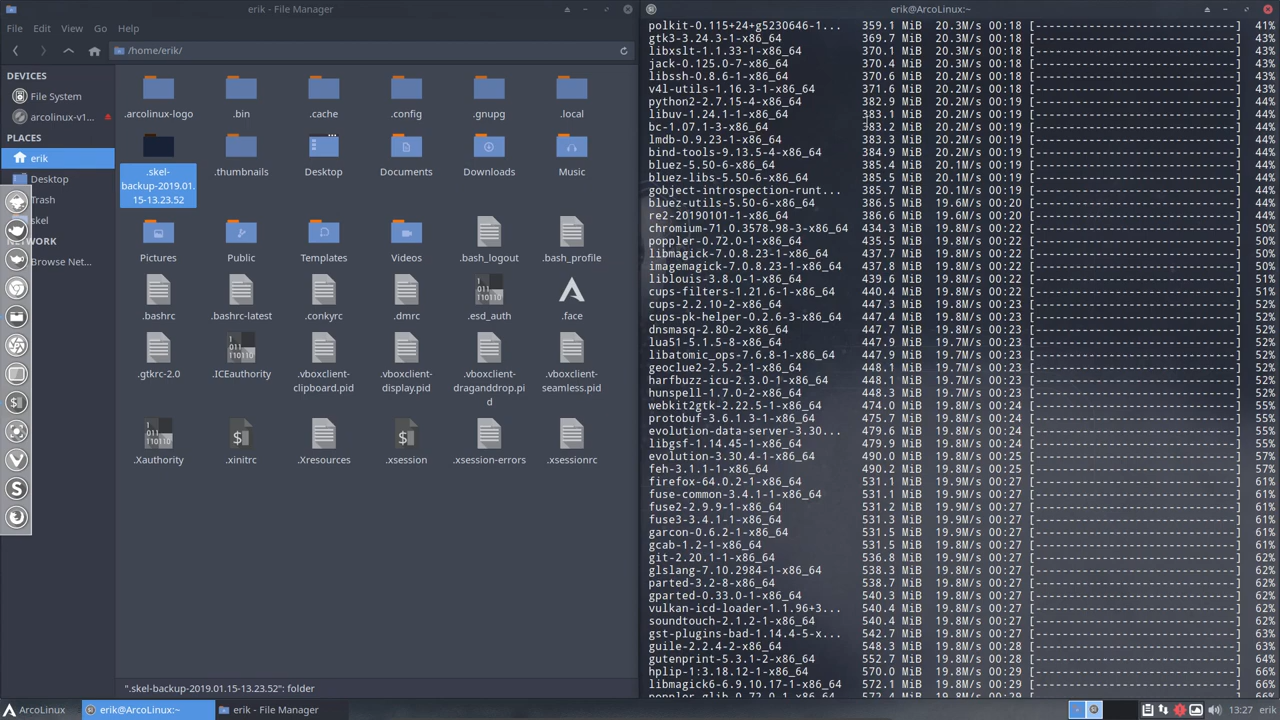 erik - File Manager
File Edit View Go Help
/home/erik/
DEVICES
File System
arcolinux-v1...
PLACES
erik
Desktop
Trash
skel
NETWORK
Browse Net...
.arcolinux-logo .bin .cache .config .gnupg .local
.skel-
backup-2019.01.
15-13.23.52
.thumbnails Desktop Documents Downloads Music
Pictures Public Templates Videos .bash_logout .bash_profile
.bashrc .bashrc-latest .conkyrc .dmrc .esd_auth .face
.gtkrc-2.0 .ICEauthority .vboxclient-
clipboard.pid
.vboxclient-
display.pid
.vboxclient-
draganddrop.pi
d
.vboxclient-
seamless.pid
.Xauthority .xinitrc .Xresources .xsession .xsession-errors .xsessionrc
".skel-backup-2019.01.15-13.23.52": folder
erik@ArcoLinux:~
polkit-0.115+24+g5230646-1... 359.1 MiB 20.3M/s 00:18 [--------------------------------] 41%
gtk3-3.24.3-1-x86_64 369.7 MiB 20.3M/s 00:18 [--------------------------------] 43%
libxslt-1.1.33-1-x86_64 370.1 MiB 20.3M/s 00:18 [--------------------------------] 43%
jack-0.125.0-7-x86_64 370.4 MiB 20.3M/s 00:18 [--------------------------------] 43%
libssh-0.8.6-1-x86_64 370.6 MiB 20.2M/s 00:18 [--------------------------------] 43%
v4l-utils-1.16.3-1-x86_64 371.6 MiB 20.2M/s 00:18 [--------------------------------] 43%
python2-2.7.15-4-x86_64 382.9 MiB 20.2M/s 00:19 [--------------------------------] 44%
libuv-1.24.1-1-x86_64 383.1 MiB 20.2M/s 00:19 [--------------------------------] 44%
bc-1.07.1-3-x86_64 383.2 MiB 20.2M/s 00:19 [--------------------------------] 44%
lmdb-0.9.23-1-x86_64 383.3 MiB 20.2M/s 00:19 [--------------------------------] 44%
bind-tools-9.13.5-4-x86_64 384.9 MiB 20.2M/s 00:19 [--------------------------------] 44%
bluez-5.50-6-x86_64 385.4 MiB 20.2M/s 00:19 [--------------------------------] 44%
bluez-libs-5.50-6-x86_64 385.5 MiB 20.2M/s 00:19 [--------------------------------] 44%
gobject-introspection-runt... 385.7 MiB 20.2M/s 00:19 [--------------------------------] 44%
bluez-utils-5.50-6-x86_64 386.5 MiB 19.6M/s 00:20 [--------------------------------] 44%
re2-20190101-1-x86_64 386.6 MiB 19.6M/s 00:20 [--------------------------------] 44%
chromium-71.0.3578.98-3-x86_64 434.3 MiB 19.8M/s 00:22 [--------------------------------] 50%
poppler-0.72.0-1-x86_64 435.5 MiB 19.8M/s 00:22 [--------------------------------] 50%
libmagick-7.0.8.23-1-x86_64 437.7 MiB 19.8M/s 00:22 [--------------------------------] 50%
imagemagick-7.0.8.23-1-x86_64 437.8 MiB 19.8M/s 00:22 [--------------------------------] 50%
liblouis-3.8.0-1-x86_64 439.6 MiB 19.8M/s 00:22 [--------------------------------] 51%
cups-filters-1.21.6-1-x86_64 440.4 MiB 19.8M/s 00:22 [--------------------------------] 51%
cups-2.2.10-2-x86_64 447.3 MiB 19.8M/s 00:23 [--------------------------------] 52%
cups-pk-helper-0.2.6-3-x86_64 447.3 MiB 19.8M/s 00:23 [--------------------------------] 52%
dnsmasq-2.80-2-x86_64 447.7 MiB 19.8M/s 00:23 [--------------------------------] 52%
lua51-5.1.5-8-x86_64 447.9 MiB 19.8M/s 00:23 [--------------------------------] 52%
libatomic_ops-7.6.8-1-x86_64 447.9 MiB 19.7M/s 00:23 [--------------------------------] 52%
geoclue2-2.5.2-1-x86_64 448.1 MiB 19.7M/s 00:23 [--------------------------------] 52%
harfbuzz-icu-2.3.0-1-x86_64 448.1 MiB 19.7M/s 00:23 [--------------------------------] 52%
hunspell-1.7.0-2-x86_64 448.3 MiB 19.7M/s 00:23 [--------------------------------] 52%
webkit2gtk-2.22.5-1-x86_64 474.0 MiB 19.8M/s 00:24 [--------------------------------] 55%
protobuf-3.6.1.3-1-x86_64 475.7 MiB 19.8M/s 00:24 [--------------------------------] 55%
evolution-data-server-3.30... 479.6 MiB 19.8M/s 00:24 [--------------------------------] 55%
libgsf-1.14.45-1-x86_64 479.9 MiB 19.8M/s 00:24 [--------------------------------] 55%
evolution-3.30.4-1-x86_64 490.0 MiB 19.8M/s 00:25 [--------------------------------] 57%
feh-3.1.1-1-x86_64 490.2 MiB 19.8M/s 00:25 [--------------------------------] 57%
firefox-64.0.2-1-x86_64 531.1 MiB 19.9M/s 00:27 [--------------------------------] 61%
fuse-common-3.4.1-1-x86_64 531.1 MiB 19.9M/s 00:27 [--------------------------------] 61%
fuse2-2.9.9-1-x86_64 531.2 MiB 19.9M/s 00:27 [--------------------------------] 61%
fuse3-3.4.1-1-x86_64 531.3 MiB 19.9M/s 00:27 [--------------------------------] 61%
garcon-0.6.2-1-x86_64 531.5 MiB 19.9M/s 00:27 [--------------------------------] 61%
gcab-1.2-1-x86_64 531.5 MiB 19.8M/s 00:27 [--------------------------------] 61%
git-2.20.1-1-x86_64 536.8 MiB 19.9M/s 00:27 [--------------------------------] 62%
glslang-7.10.2984-1-x86_64 538.3 MiB 19.8M/s 00:27 [--------------------------------] 62%
parted-3.2-8-x86_64 538.7 MiB 19.8M/s 00:27 [--------------------------------] 62%
gparted-0.33.0-1-x86_64 540.3 MiB 19.8M/s 00:27 [--------------------------------] 62%
vulkan-icd-loader-1.1.96+3... 540.4 MiB 19.8M/s 00:27 [--------------------------------] 62%
soundtouch-2.1.2-1-x86_64 540.5 MiB 19.8M/s 00:27 [--------------------------------] 62%
gst-plugins-bad-1.14.4-5-x... 542.7 MiB 19.8M/s 00:27 [--------------------------------] 63%
guile-2.2.4-2-x86_64 548.3 MiB 19.8M/s 00:28 [--------------------------------] 63%
gutenprint-5.3.1-2-x86_64 552.7 MiB 19.8M/s 00:28 [--------------------------------] 64%
hplip-1:3.18.12-1-x86_64 570.0 MiB 19.8M/s 00:29 [--------------------------------] 66%
libmagick6-6.9.10.17-1-x86_64 572.1 MiB 19.8M/s 00:29 [--------------------------------] 66%
poppler-glib-0.72.0-1-x86_64 572.4 MiB 19.8M/s 00:29 [--------------------------------] 66%
ArcoLinux erik@ArcoLinux:~ erik - File Manager 13:27 erik